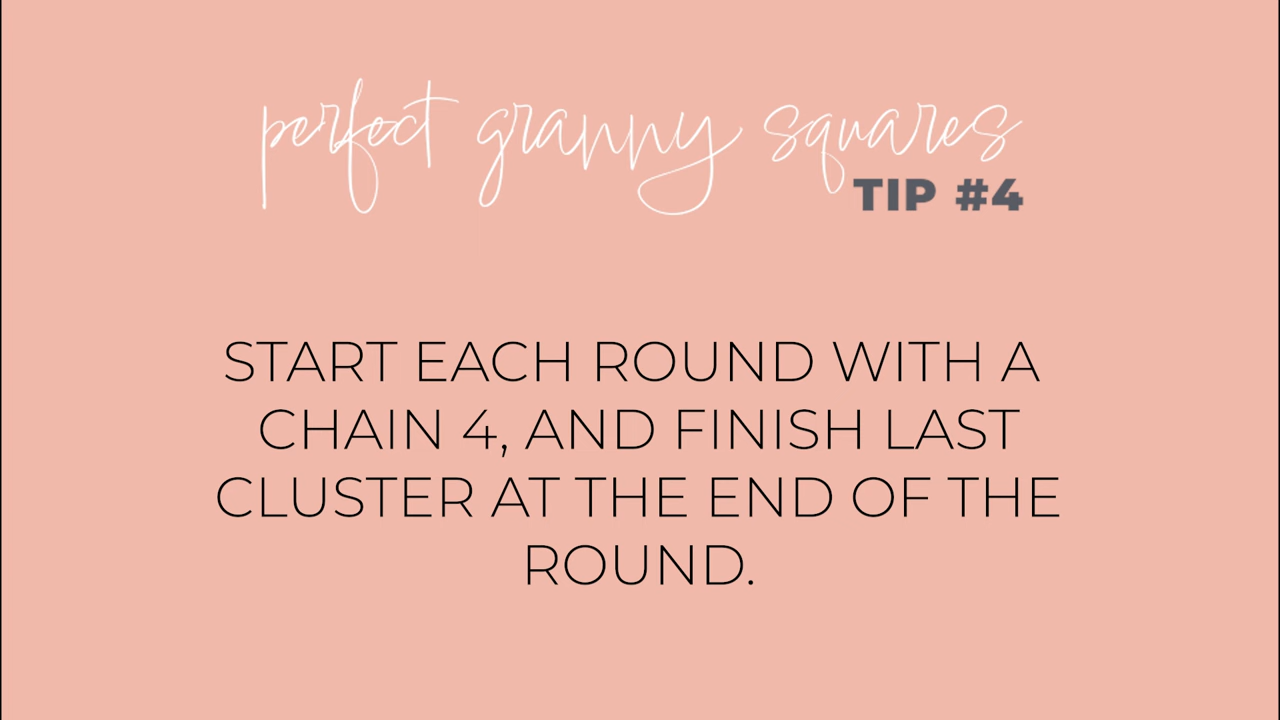 perfect granny squares
TIP #4
START EACH ROUND WITH A
CHAIN 4, AND FINISH LAST
CLUSTER AT THE END OF THE
ROUND.